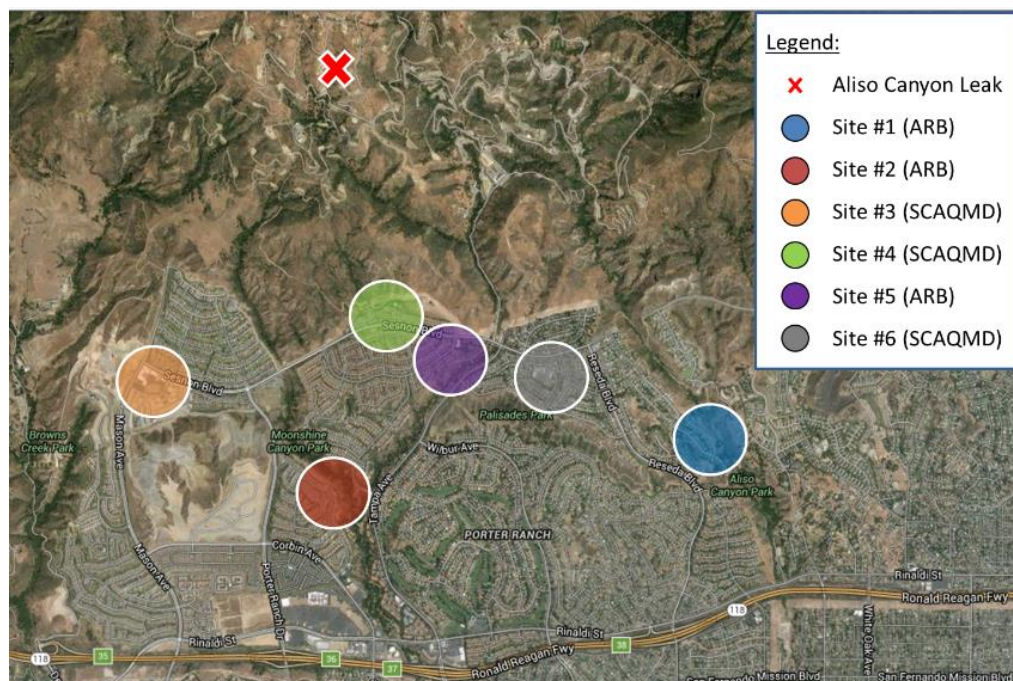 Legend:
Aliso Canyon Leak
Site #1 (ARB)
Site #2 (ARB)
Site #3 (SCAQMD)
Site #4 (SCAQMD)
Site #5 (ARB)
Site #6 (SCAQMD)
Sesnon Blvd
Sesnon Blvd
Reseda Blvd
Mason Ave
Palisades Park
Browns
Creek Park
Moonshine
Canyon Park
Wilbur Ave
Reseda Blvd
Aliso
Canyon Park
Tampa Ave
PORTER RANCH
Corbin Ave
Mason Ave
Porter Ranch Dr
Rinaldi St
Ronald Reagan Fwy
118
White Oak Ave
Rinaldi St
Rinaldi St
38
118
35
36
37
Ronald Reagan Fwy
San Fernando Mission Blvd